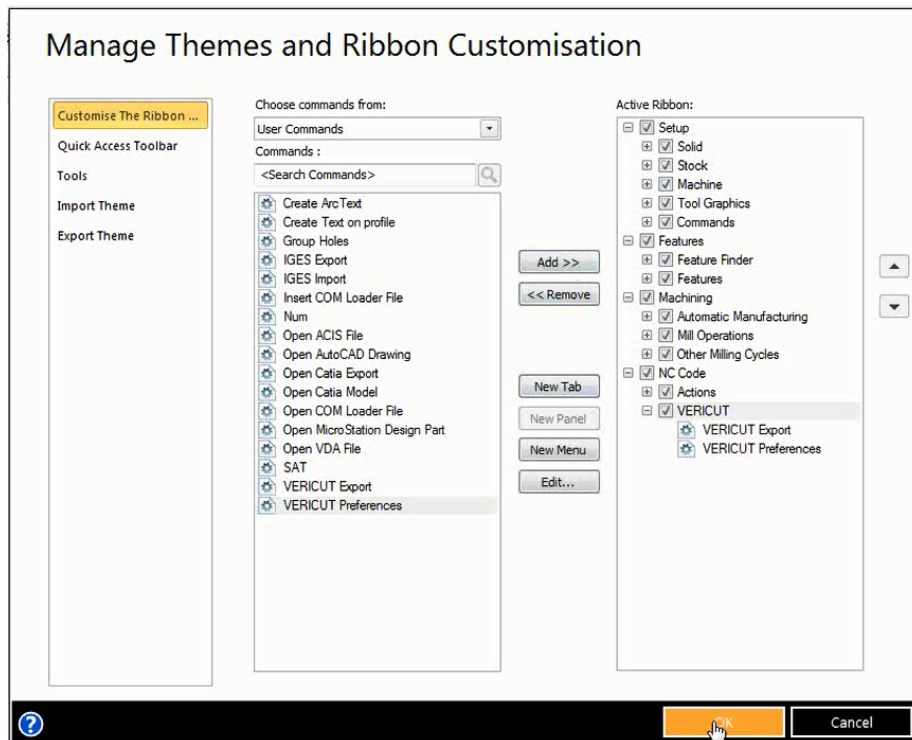 Manage Themes and Ribbon Customisation
Customise The Ribbon ...
Quick Access Toolbar
Tools
Import Theme
Export Theme
Choose commands from:
User Commands
Commands :
<Search Commands>
Create Arc Text
Create Text on profile
Group Holes
IGES Export
IGES Import
Insert COM Loader File
Num
Open ACIS File
Open AutoCAD Drawing
Open Catia Export
Open Catia Model
Open COM Loader File
Open MicroStation Design Part
Open VDA File
SAT
VERICUT Export
VERICUT Preferences
Add >>
<< Remove
New Tab
New Panel
New Menu
Edit...
Active Ribbon:
Setup
Solid
Stock
Machine
Tool Graphics
Commands
Features
Feature Finder
Features
Machining
Automatic Manufacturing
Mill Operations
Other Milling Cycles
NC Code
Actions
VERICUT
VERICUT Export
VERICUT Preferences
?
OK
Cancel